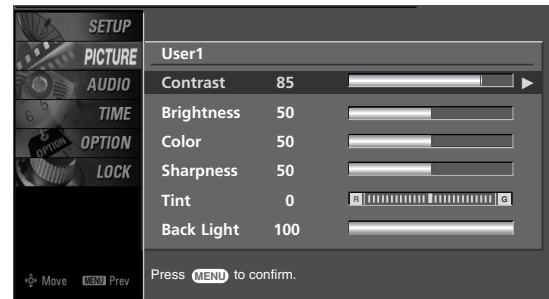 SETUP
PICTURE
AUDIO
TIME
OPTION
LOCK
Move MENU Prev
User1
Contrast 85
Brightness 50
Color 50
Sharpness 50
Tint 0 R G
Back Light 100
Press MENU to confirm.